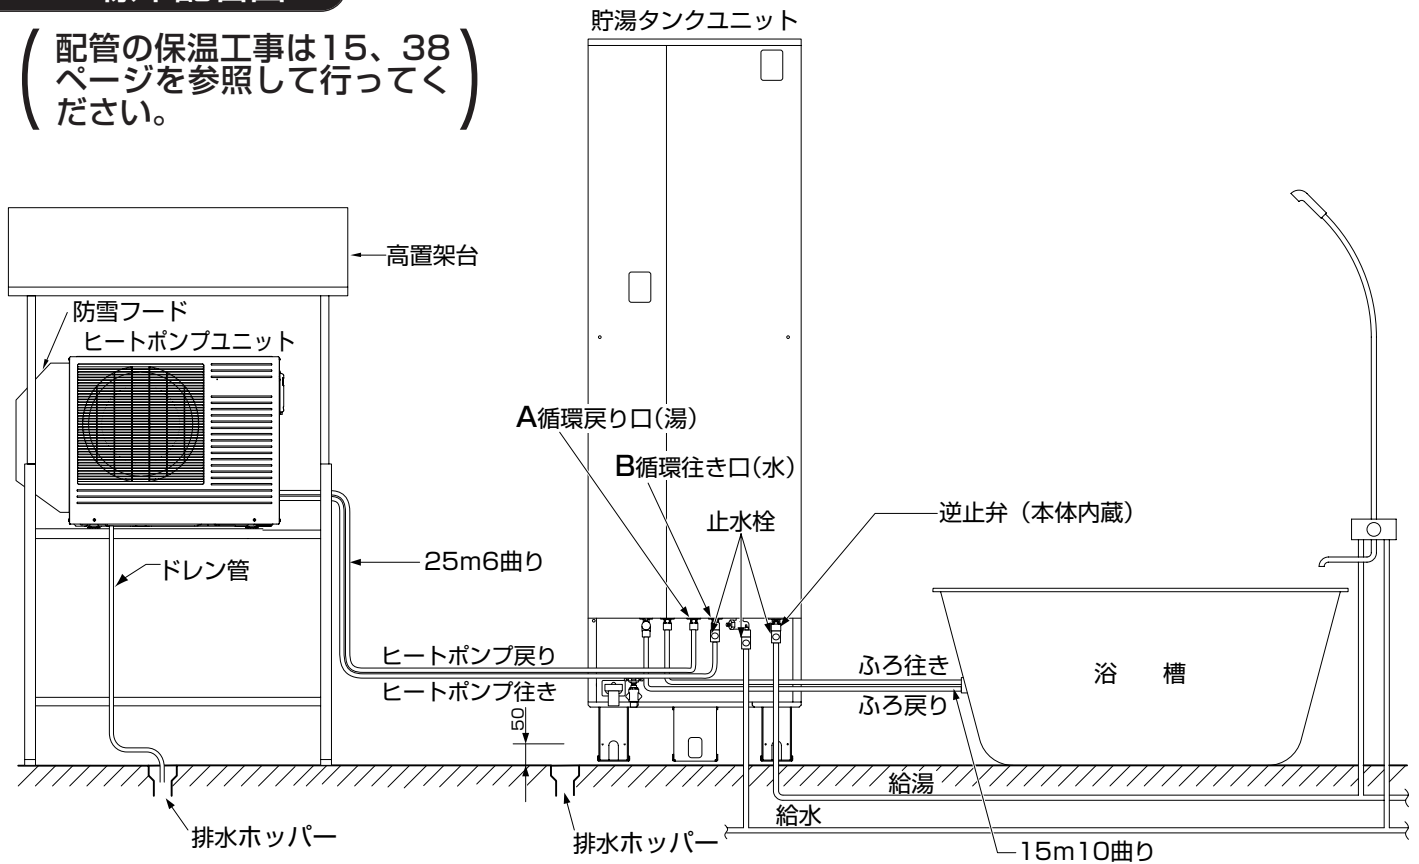 配管の保温工事は15、38
ページを参照して行ってく
ださい。
貯湯タンクユニット
高置架台
防雪フード
ヒートポンプユニット
A循環戻り口(湯)
B循環往き口(水)
止水栓
逆止弁（本体内蔵）
25m6曲り
ドレン管
ヒートポンプ戻り
ヒートポンプ往き
ふろ往き
ふろ戻り
浴 槽
50
給湯
給水
排水ホッパー
排水ホッパー
15m10曲り